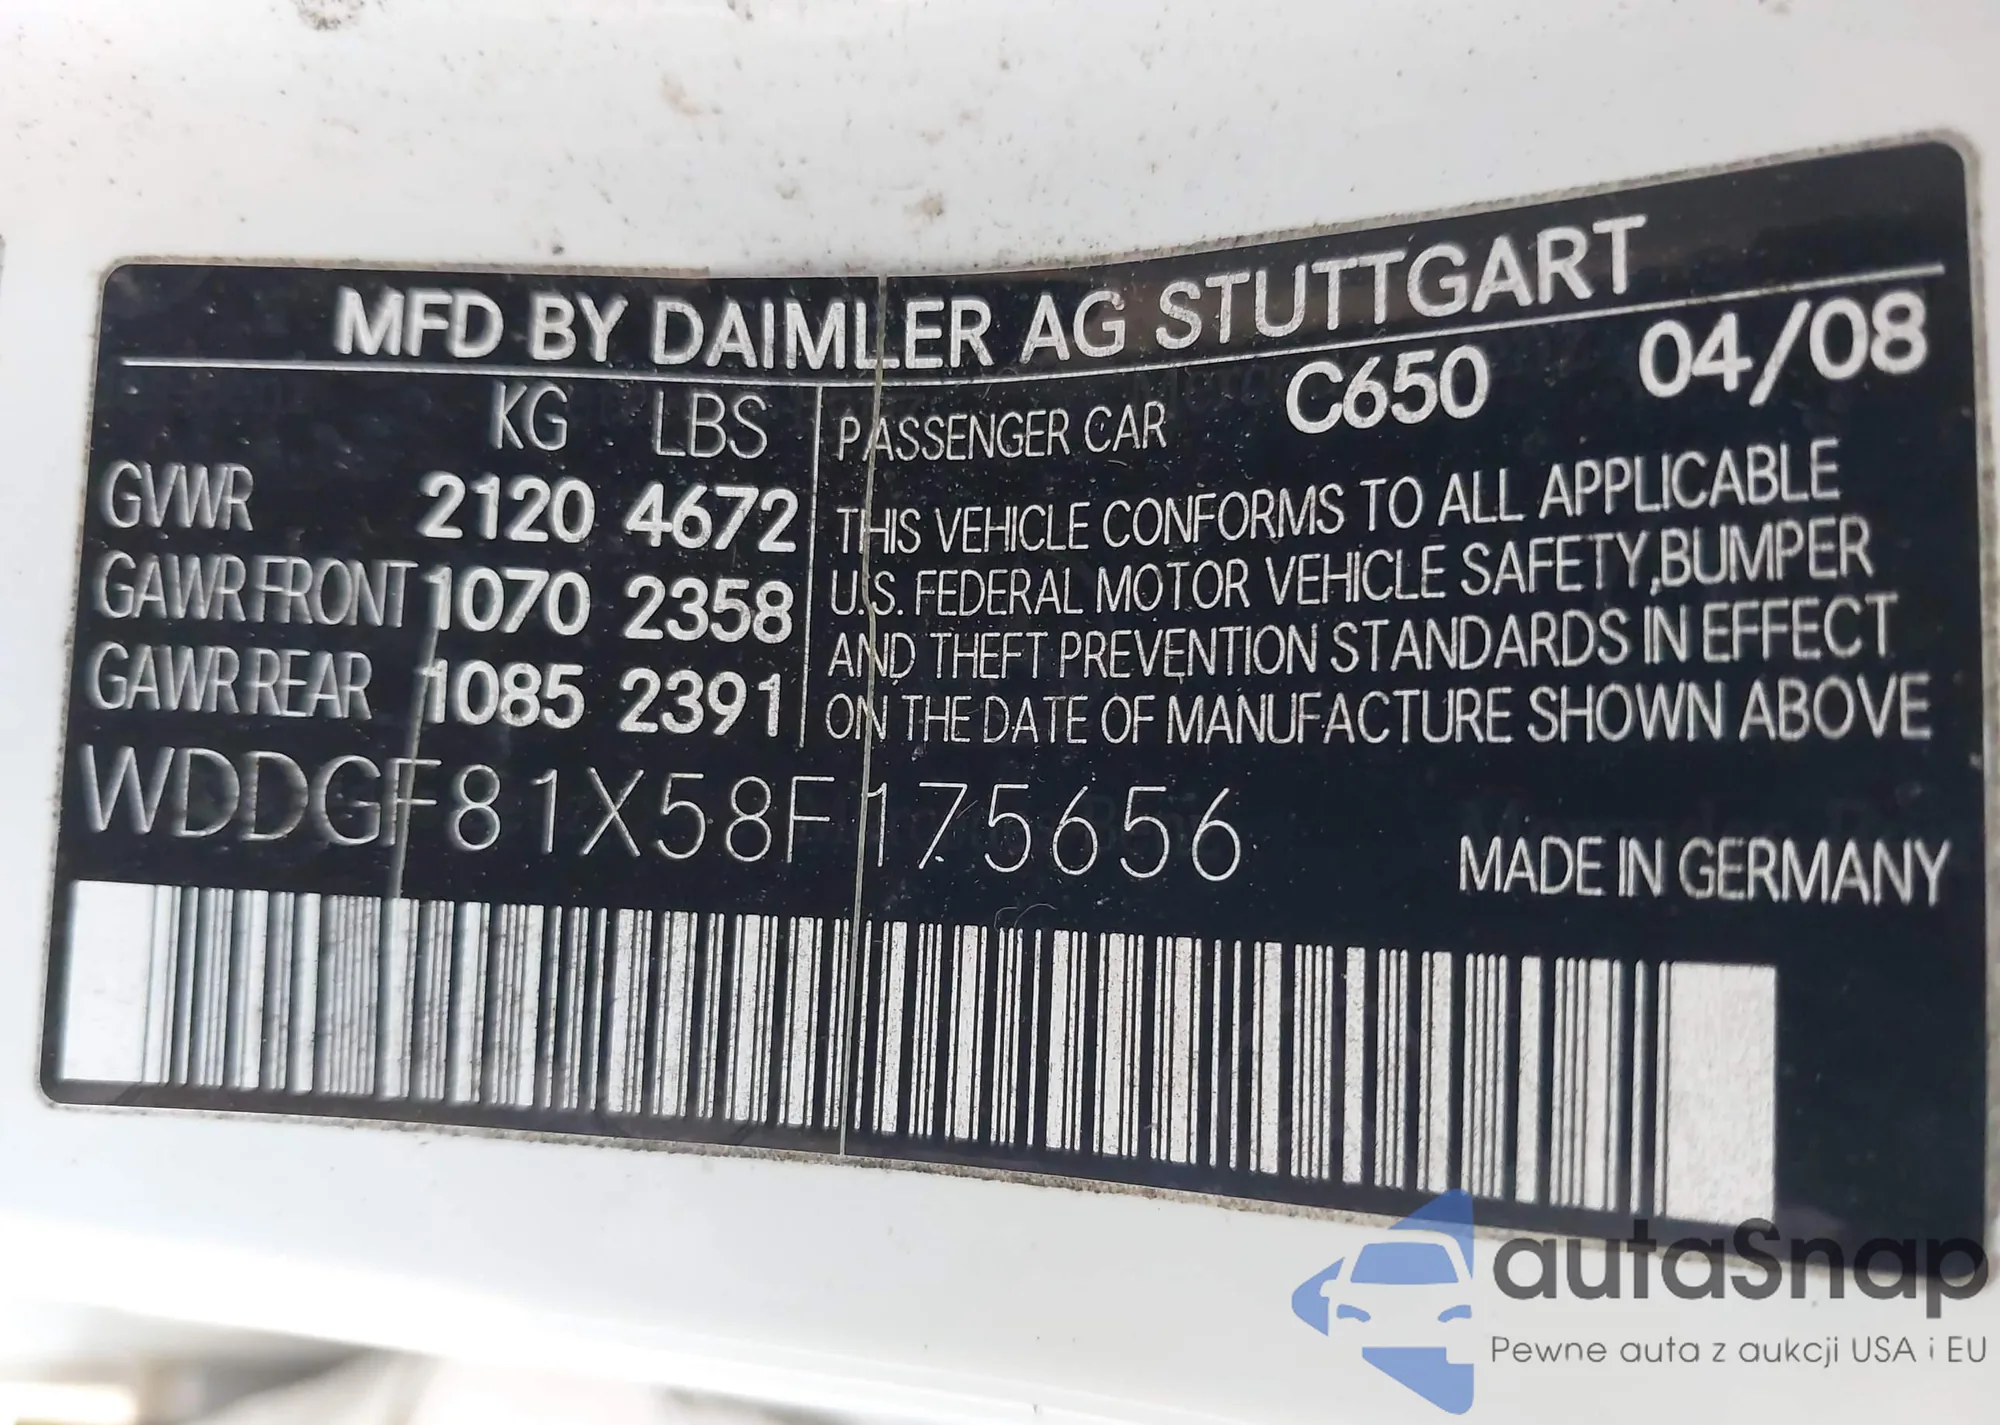 MFD BY DAIMLER AG STUTTGART
KG LBS PASSENGER CAR C650 04/08
GVWR 2120 4672
GAWR FRONT 1070 2358
GAWR REAR 1085 2391
THIS VEHICLE CONFORMS TO ALL APPLICABLE
U.S. FEDERAL MOTOR VEHICLE SAFETY,BUMPER
AND THEFT PREVENTION STANDARDS IN EFFECT
ON THE DATE OF MANUFACTURE SHOWN ABOVE
WDDGF81X58F175656
MADE IN GERMANY
autaSnap
Pewne auta z aukcji USA i EU